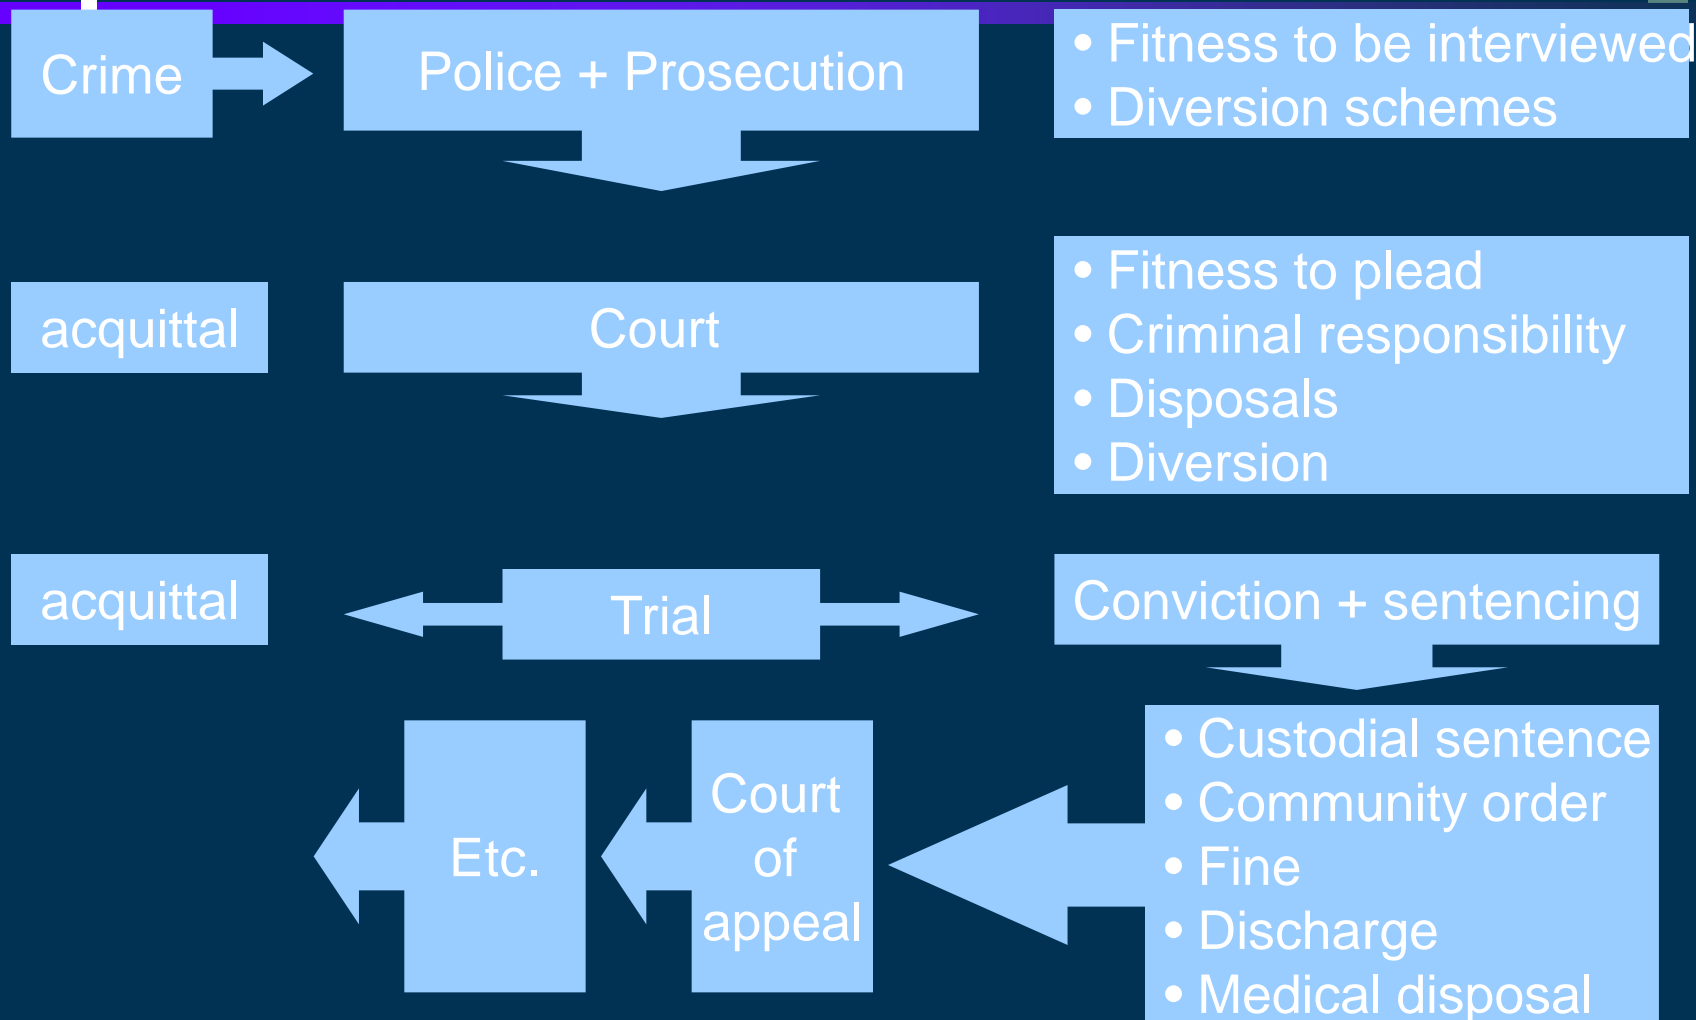 Crime
Police + Prosecution
• Fitness to be interviewed
• Diversion schemes
acquittal
Court
• Fitness to plead
• Criminal responsibility
• Disposals
• Diversion
acquittal
Trial
Conviction + sentencing
Etc.
Court
of
appeal
• Custodial sentence
• Community order
• Fine
• Discharge
• Medical disposal